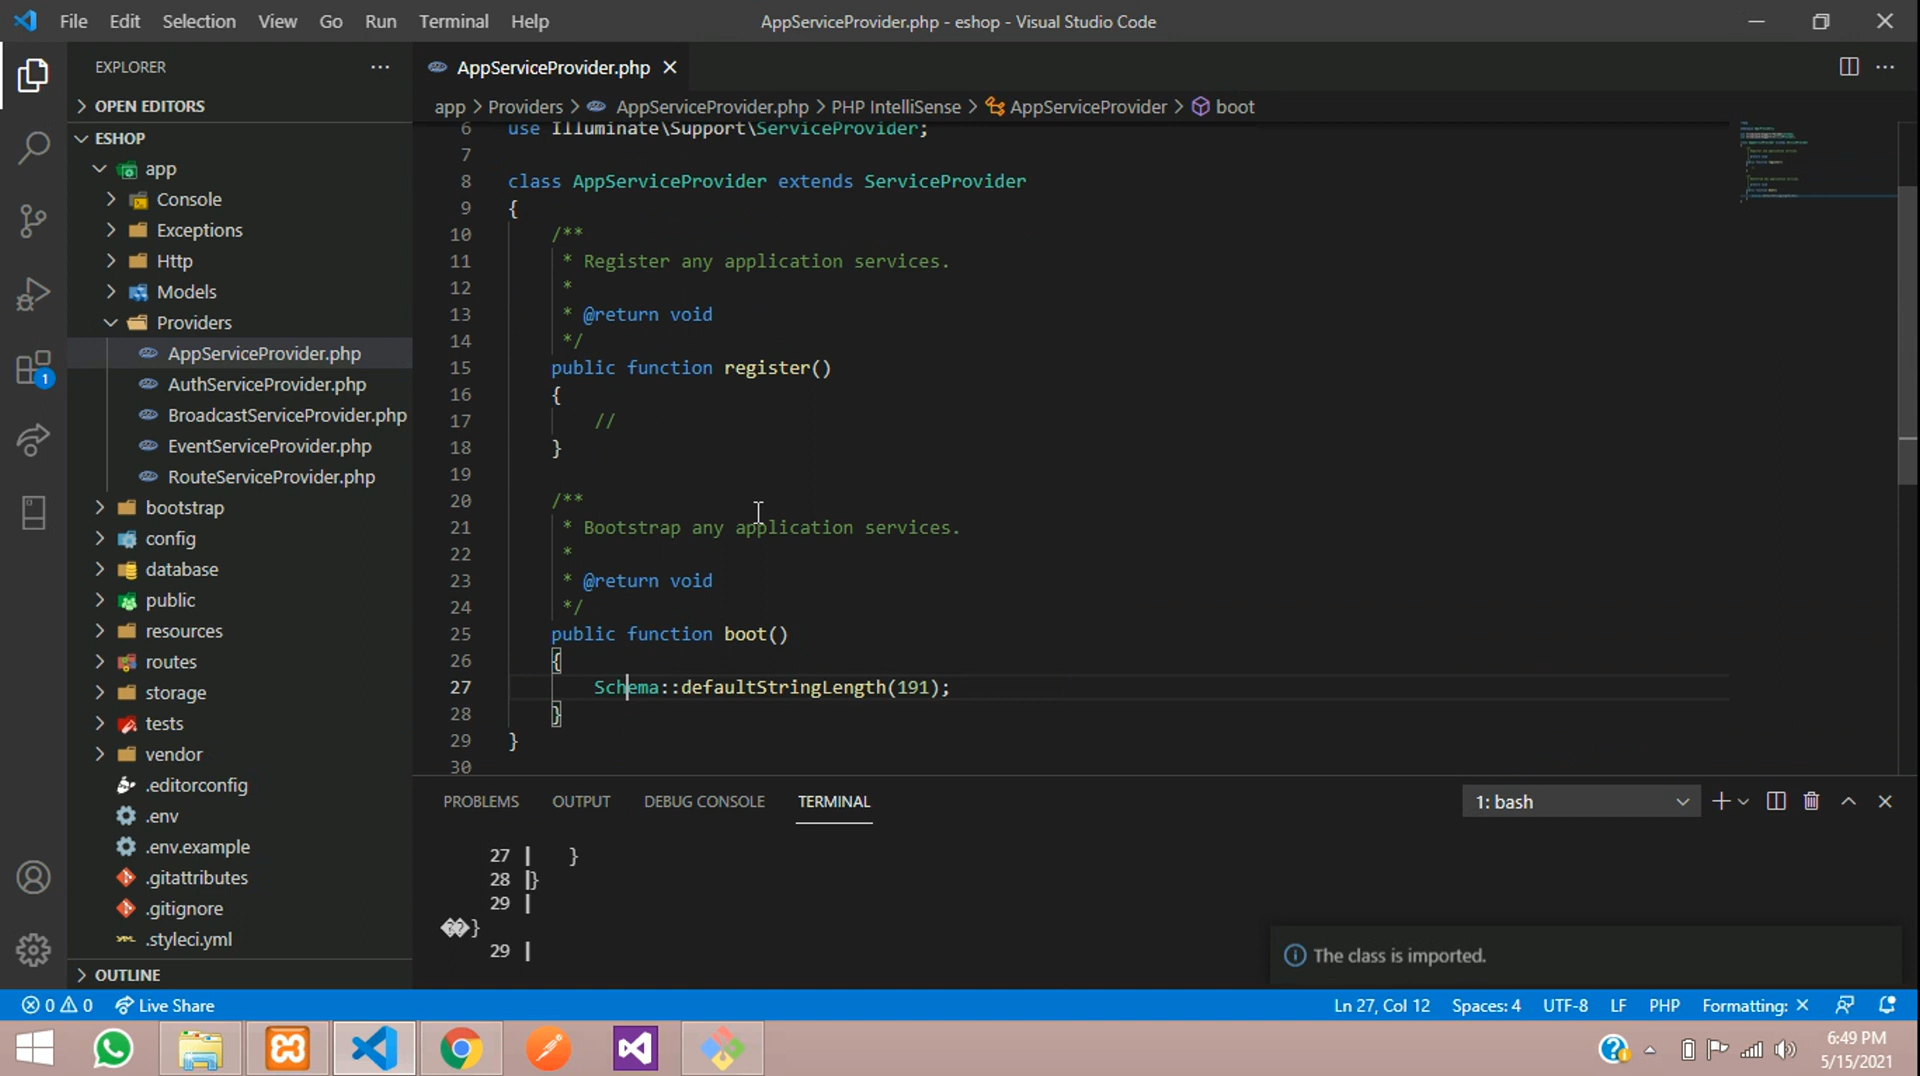 File Edit Selection View Go Run Terminal Help AppServiceProvider.php - eshop - Visual Studio Code
EXPLORER
OPEN EDITORS
ESHOP
app
Console
Exceptions
Http
Models
Providers
AppServiceProvider.php
AuthServiceProvider.php
BroadcastServiceProvider.php
EventServiceProvider.php
RouteServiceProvider.php
bootstrap
config
database
public
resources
routes
storage
tests
vendor
.editorconfig
.env
.env.example
.gitattributes
.gitignore
.styleci.yml
OUTLINE
1
AppServiceProvider.php
app > Providers > AppServiceProvider.php > PHP IntelliSense > AppServiceProvider > boot
6 use Illuminate\Support\ServiceProvider;
7
8 class AppServiceProvider extends ServiceProvider
9 {
10 /**
11 * Register any application services.
12 *
13 * @return void
14 */
15 public function register()
16 {
17 //
18 }
19
20 /**
21 * Bootstrap any application services.
22 *
23 * @return void
24 */
25 public function boot()
26 {
27 Schema::defaultStringLength(191);
28 }
29 }
30
PROBLEMS OUTPUT DEBUG CONSOLE TERMINAL 1: bash
27 | }
28 |}
29 |
��}
29 |
The class is imported.
0 0 Live Share Ln 27, Col 12 Spaces: 4 UTF-8 LF PHP Formatting: ×
6:49 PM
5/15/2021